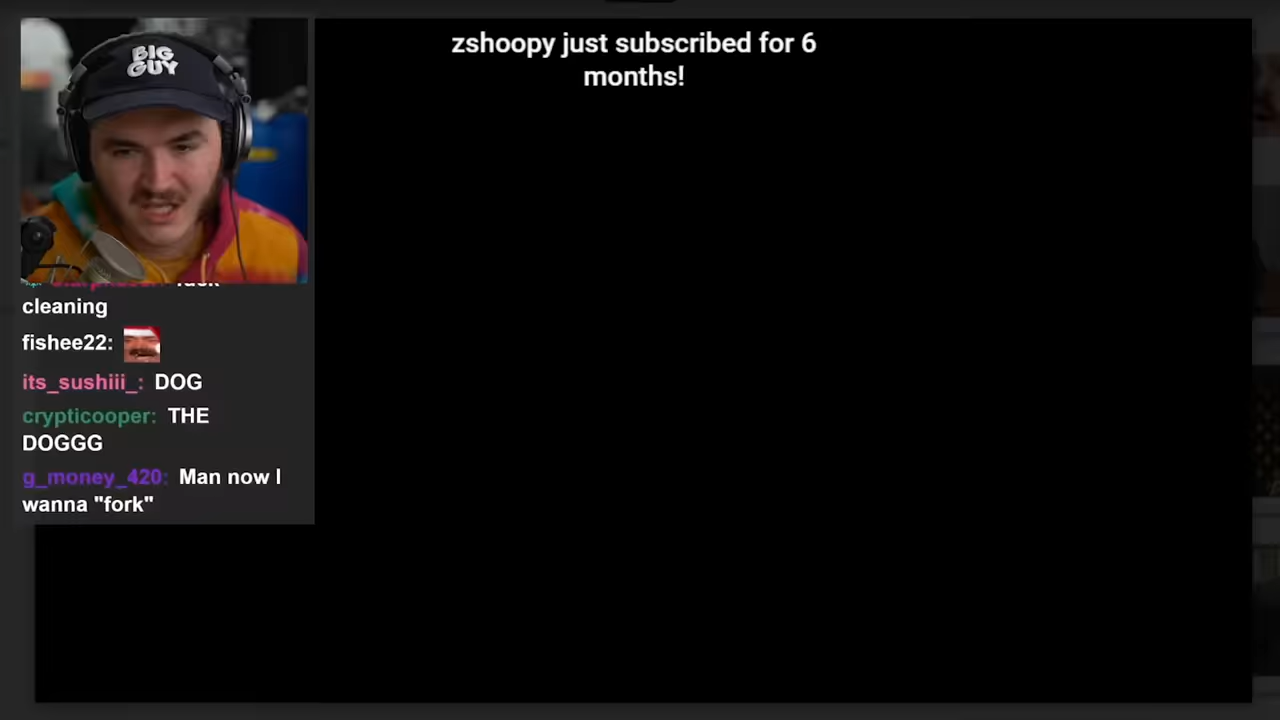 BIG
GUY
zshoopy just subscribed for 6
months!
cleaning
fishee22:
its_sushiii_: DOG
crypticooper: THE
DOGGG
g_money_420: Man now I
wanna "fork"